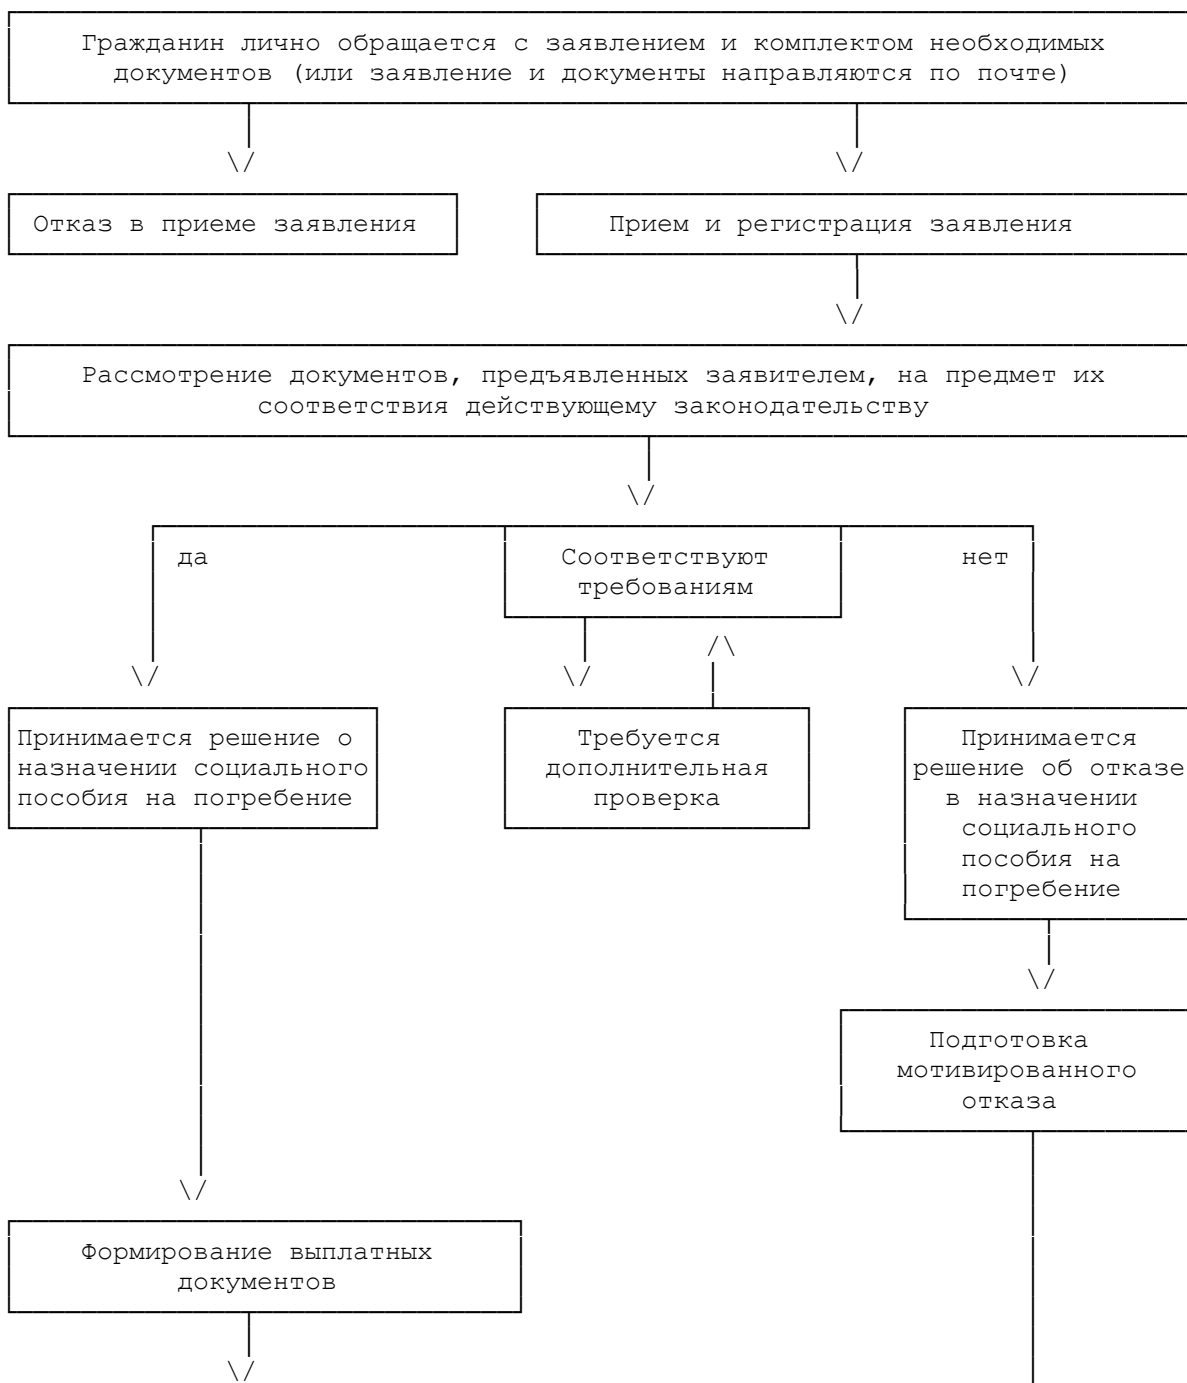 Гражданин лично обращается с заявлением и комплектом необходимых
документов (или заявление и документы направляются по почте)
Отказ в приеме заявления
Прием и регистрация заявления
Рассмотрение документов, предъявленных заявителем, на предмет их
соответствия действующему законодательству
да
Соответствуют
требованиям
нет
Принимается решение о
назначении социального
пособия на погребение
Требуется
дополнительная
проверка
Принимается
решение об отказе
в назначении
социального
пособия на
погребение
Подготовка
мотивированного
отказа
Формирование выплатных
документов